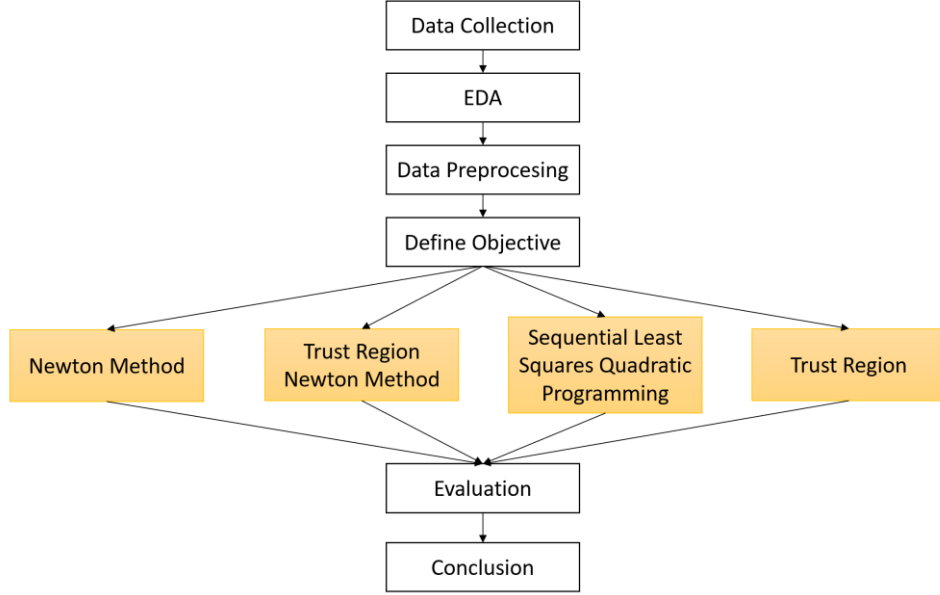 Data Collection
EDA
Data Preprocesing
Define Objective
Newton Method
Trust Region
Newton Method
Sequential Least
Squares Quadratic
Programming
Trust Region
Evaluation
Conclusion